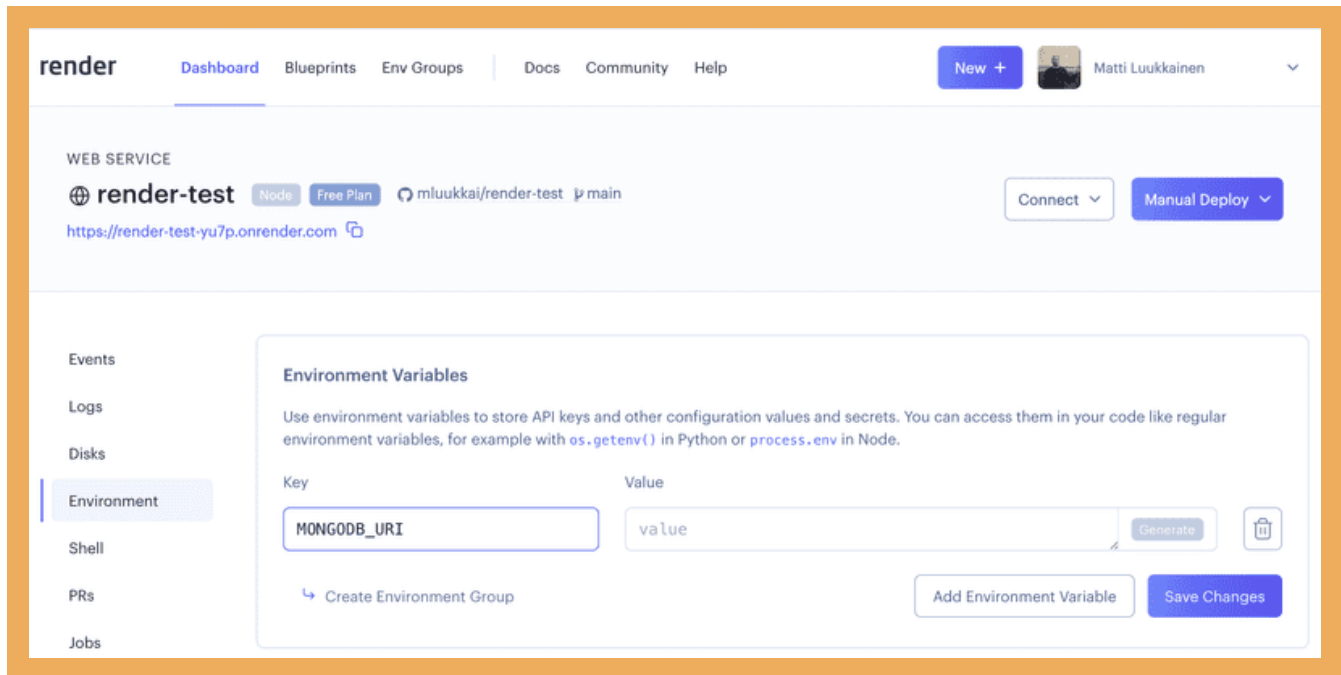 render Dashboard Blueprints Env Groups Docs Community Help New + Matti Luukkainen
WEB SERVICE
render-test Node Free Plan mluukkai/render-test main
Connect Manual Deploy
https://render-test-yu7p.onrender.com
Events
Logs
Disks
Environment
Shell
PRs
Jobs
Environment Variables
Use environment variables to store API keys and other configuration values and secrets. You can access them in your code like regular
environment variables, for example with os.getenv() in Python or process.env in Node.
Key Value
MONGODB_URI value Generate
Create Environment Group Add Environment Variable Save Changes